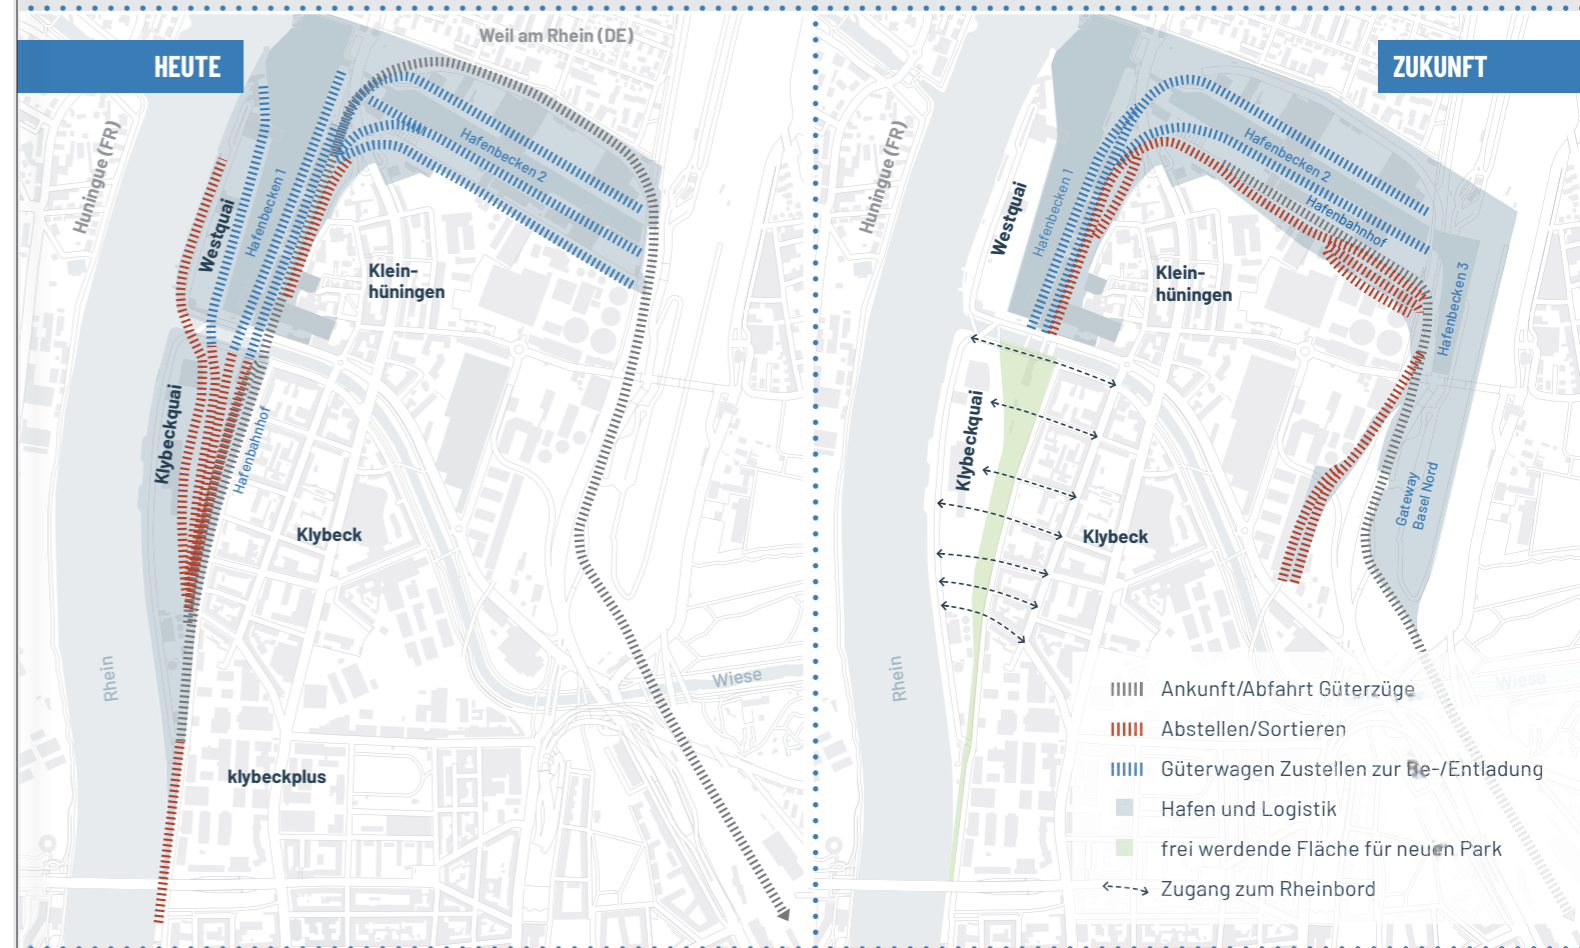 HEUTE
Weil am Rhein (DE)
Huningue (FR)
Westquai
Hafenbecken 1
Hafenbecken 2
Klein-
hüningen
Klybeckquai
Hafenbahnhof
Klybeck
Rhein
Wiese
klybeckplus
ZUKUNFT
Huningue (FR)
Westquai
Hafenbecken 1
Hafenbecken 2
Hafenbahnhof
Klein-
hüningen
Hafenbecken 3
Klybeckquai
Gateway
Basel Nord
Klybeck
Rhein
Wiese
Ankunft/Abfahrt Güterzüge
Abstellen/Sortieren
Güterwagen Zustellen zur Be-/Entladung
Hafen und Logistik
frei werdende Fläche für neuen Park
Zugang zum Rheinbord